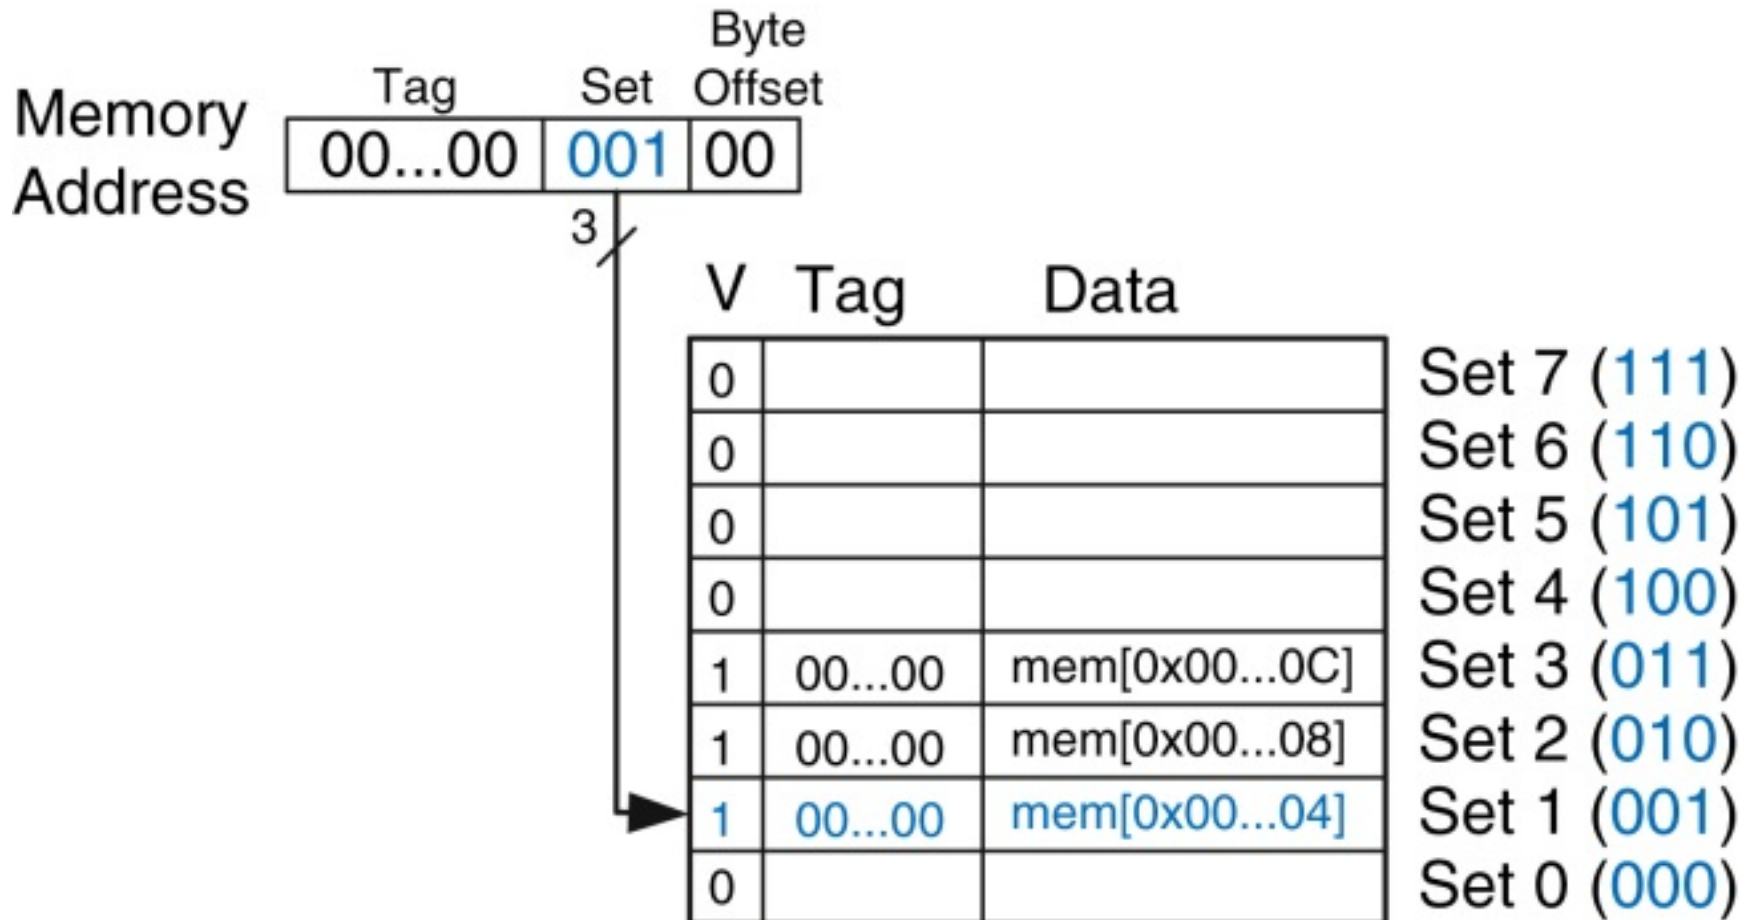 Memory Address
Tag Set Byte Offset
00...00 001 00
3
V Tag Data
0 Set 7 (111)
0 Set 6 (110)
0 Set 5 (101)
0 Set 4 (100)
1 00...00 mem[0x00...0C] Set 3 (011)
1 00...00 mem[0x00...08] Set 2 (010)
1 00...00 mem[0x00...04] Set 1 (001)
0 Set 0 (000)